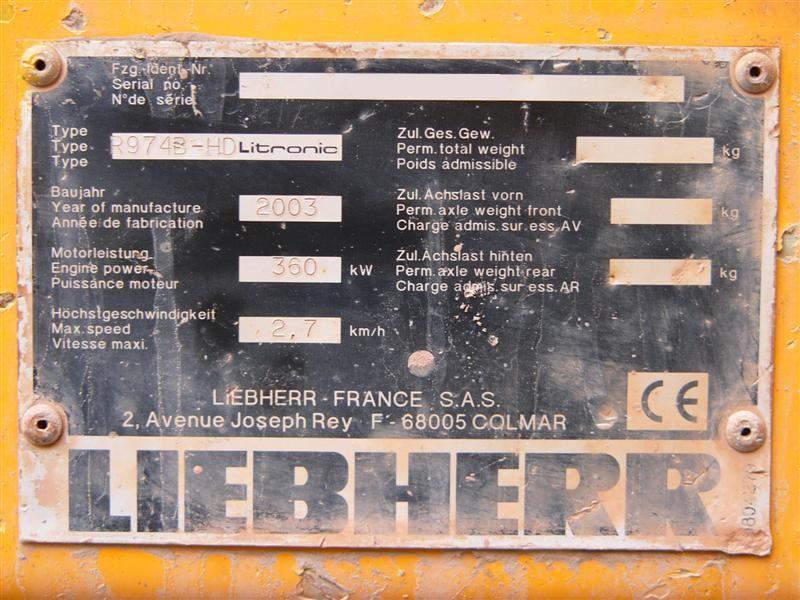 Fzg.-Ident-Nr.
Serial no.
N°de série
Type
Type R974B-HD Litronic
Type
Baujahr
Year of manufacture 2003
Année de fabrication
Motorleistung
Engine power 360 kW
Puissance moteur
Höchstgeschwindigkeit
Max. speed 2,7 km/h
Vitesse maxi.
Zul. Ges. Gew.
Perm. total weight kg
Poids admissible
Zul. Achslast vorn
Perm. axle weight front kg
Charge admis. sur ess. AV
Zul. Achslast hinten
Perm. axle weight rear kg
Charge admis. sur ess. AR
LIEBHERR - FRANCE S.A.S.
2, Avenue Joseph Rey F - 68005 COLMAR
CE
LIEBHERR